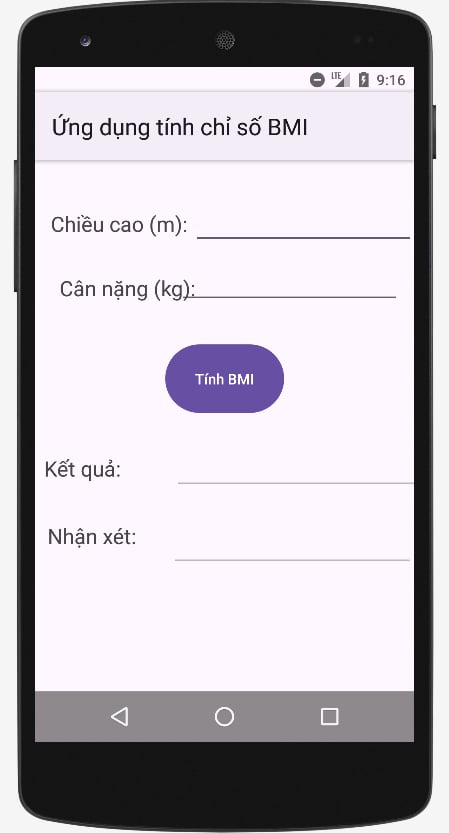 LTE 9:16
Ứng dụng tính chỉ số BMI
Chiều cao (m):
Cân nặng (kg):
Tính BMI
Kết quả:
Nhận xét: